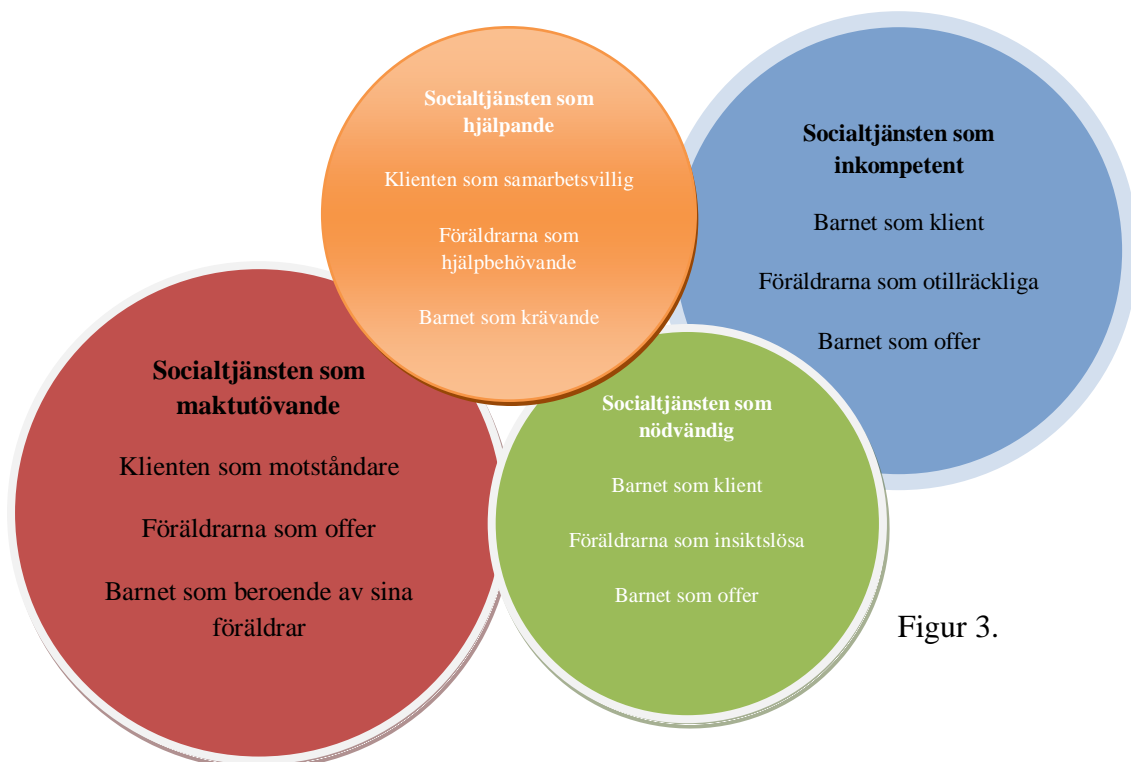 Socialtjänsten som
hjälpande
Klienten som samarbetsvillig
Föräldrarna som
hjälpbehövande
Barnet som krävande
Socialtjänsten som
inkompetent
Barnet som klient
Föräldrarna som otillräckliga
Barnet som offer
Socialtjänsten som
maktutövande
Klienten som motståndare
Föräldrarna som offer
Barnet som beroende av sina
föräldrar
Socialtjänsten som
nödvändig
Barnet som klient
Föräldrarna som insiktslösa
Barnet som offer
Figur 3.